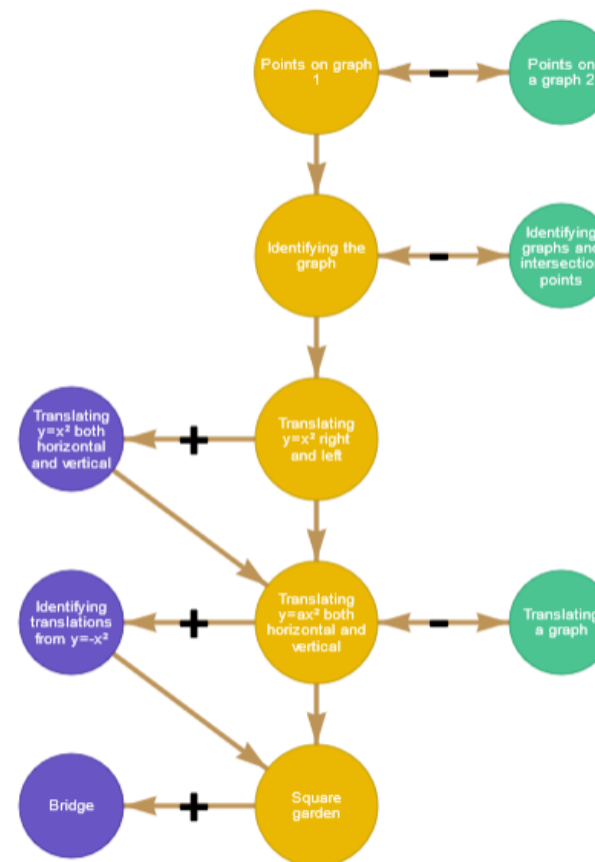 Points on graph
1
Points on
a graph 2
Identifying the
graph
Identifying
graphs and
intersection
points
Translating
y=x² both
horizontal
and vertical
Translating
y=x² right
and left
Identifying
translations
from y=-x²
Translating
y=ax² both
horizontal and
vertical
Translating
a graph
Bridge
Square
garden